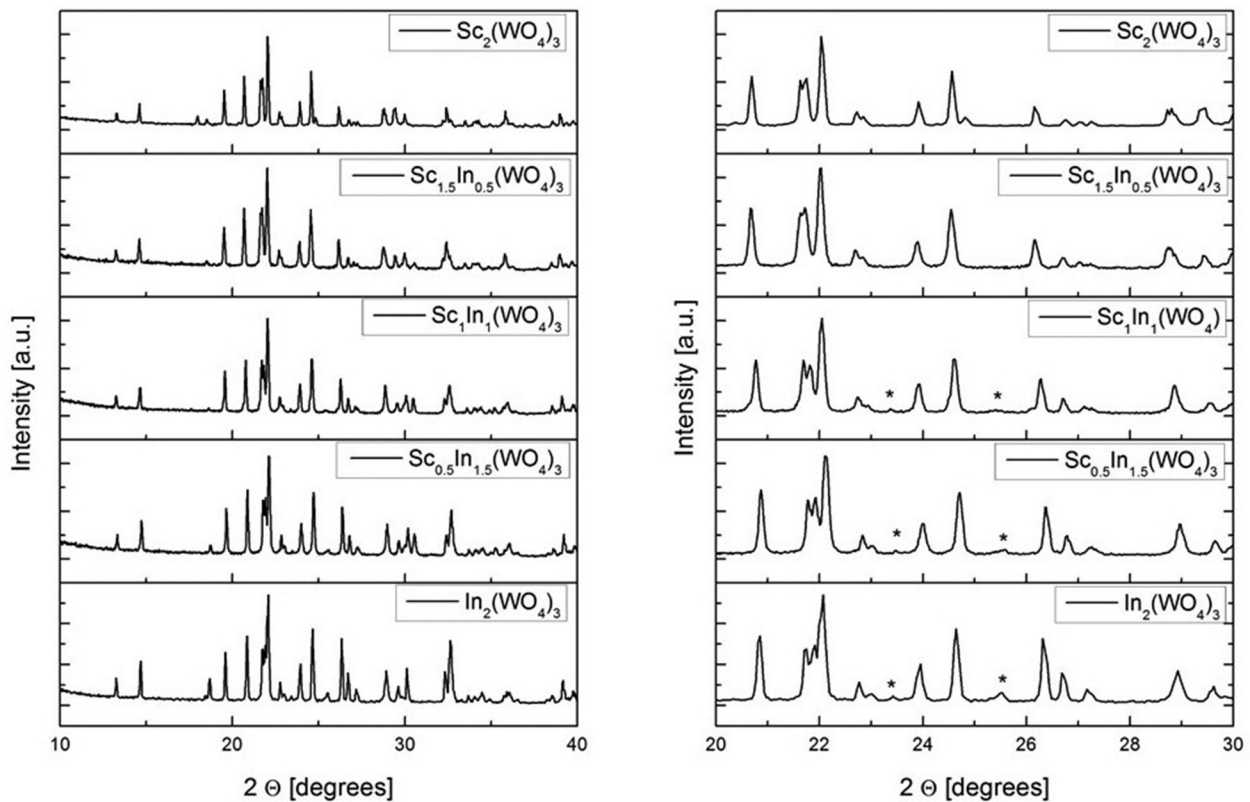 Sc2(WO4)3
Sc1.5In0.5(WO4)3
Sc1In1(WO4)3
Sc0.5In1.5(WO4)3
In2(WO4)3
Intensity [a.u.]
10 20 30 40
2 Θ [degrees]
Sc2(WO4)3
Sc1.5In0.5(WO4)3
Sc1In1(WO4)
* *
Sc0.5In1.5(WO4)3
* *
In2(WO4)3
* *
Intensity [a.u.]
20 22 24 26 28 30
2 Θ [degrees]